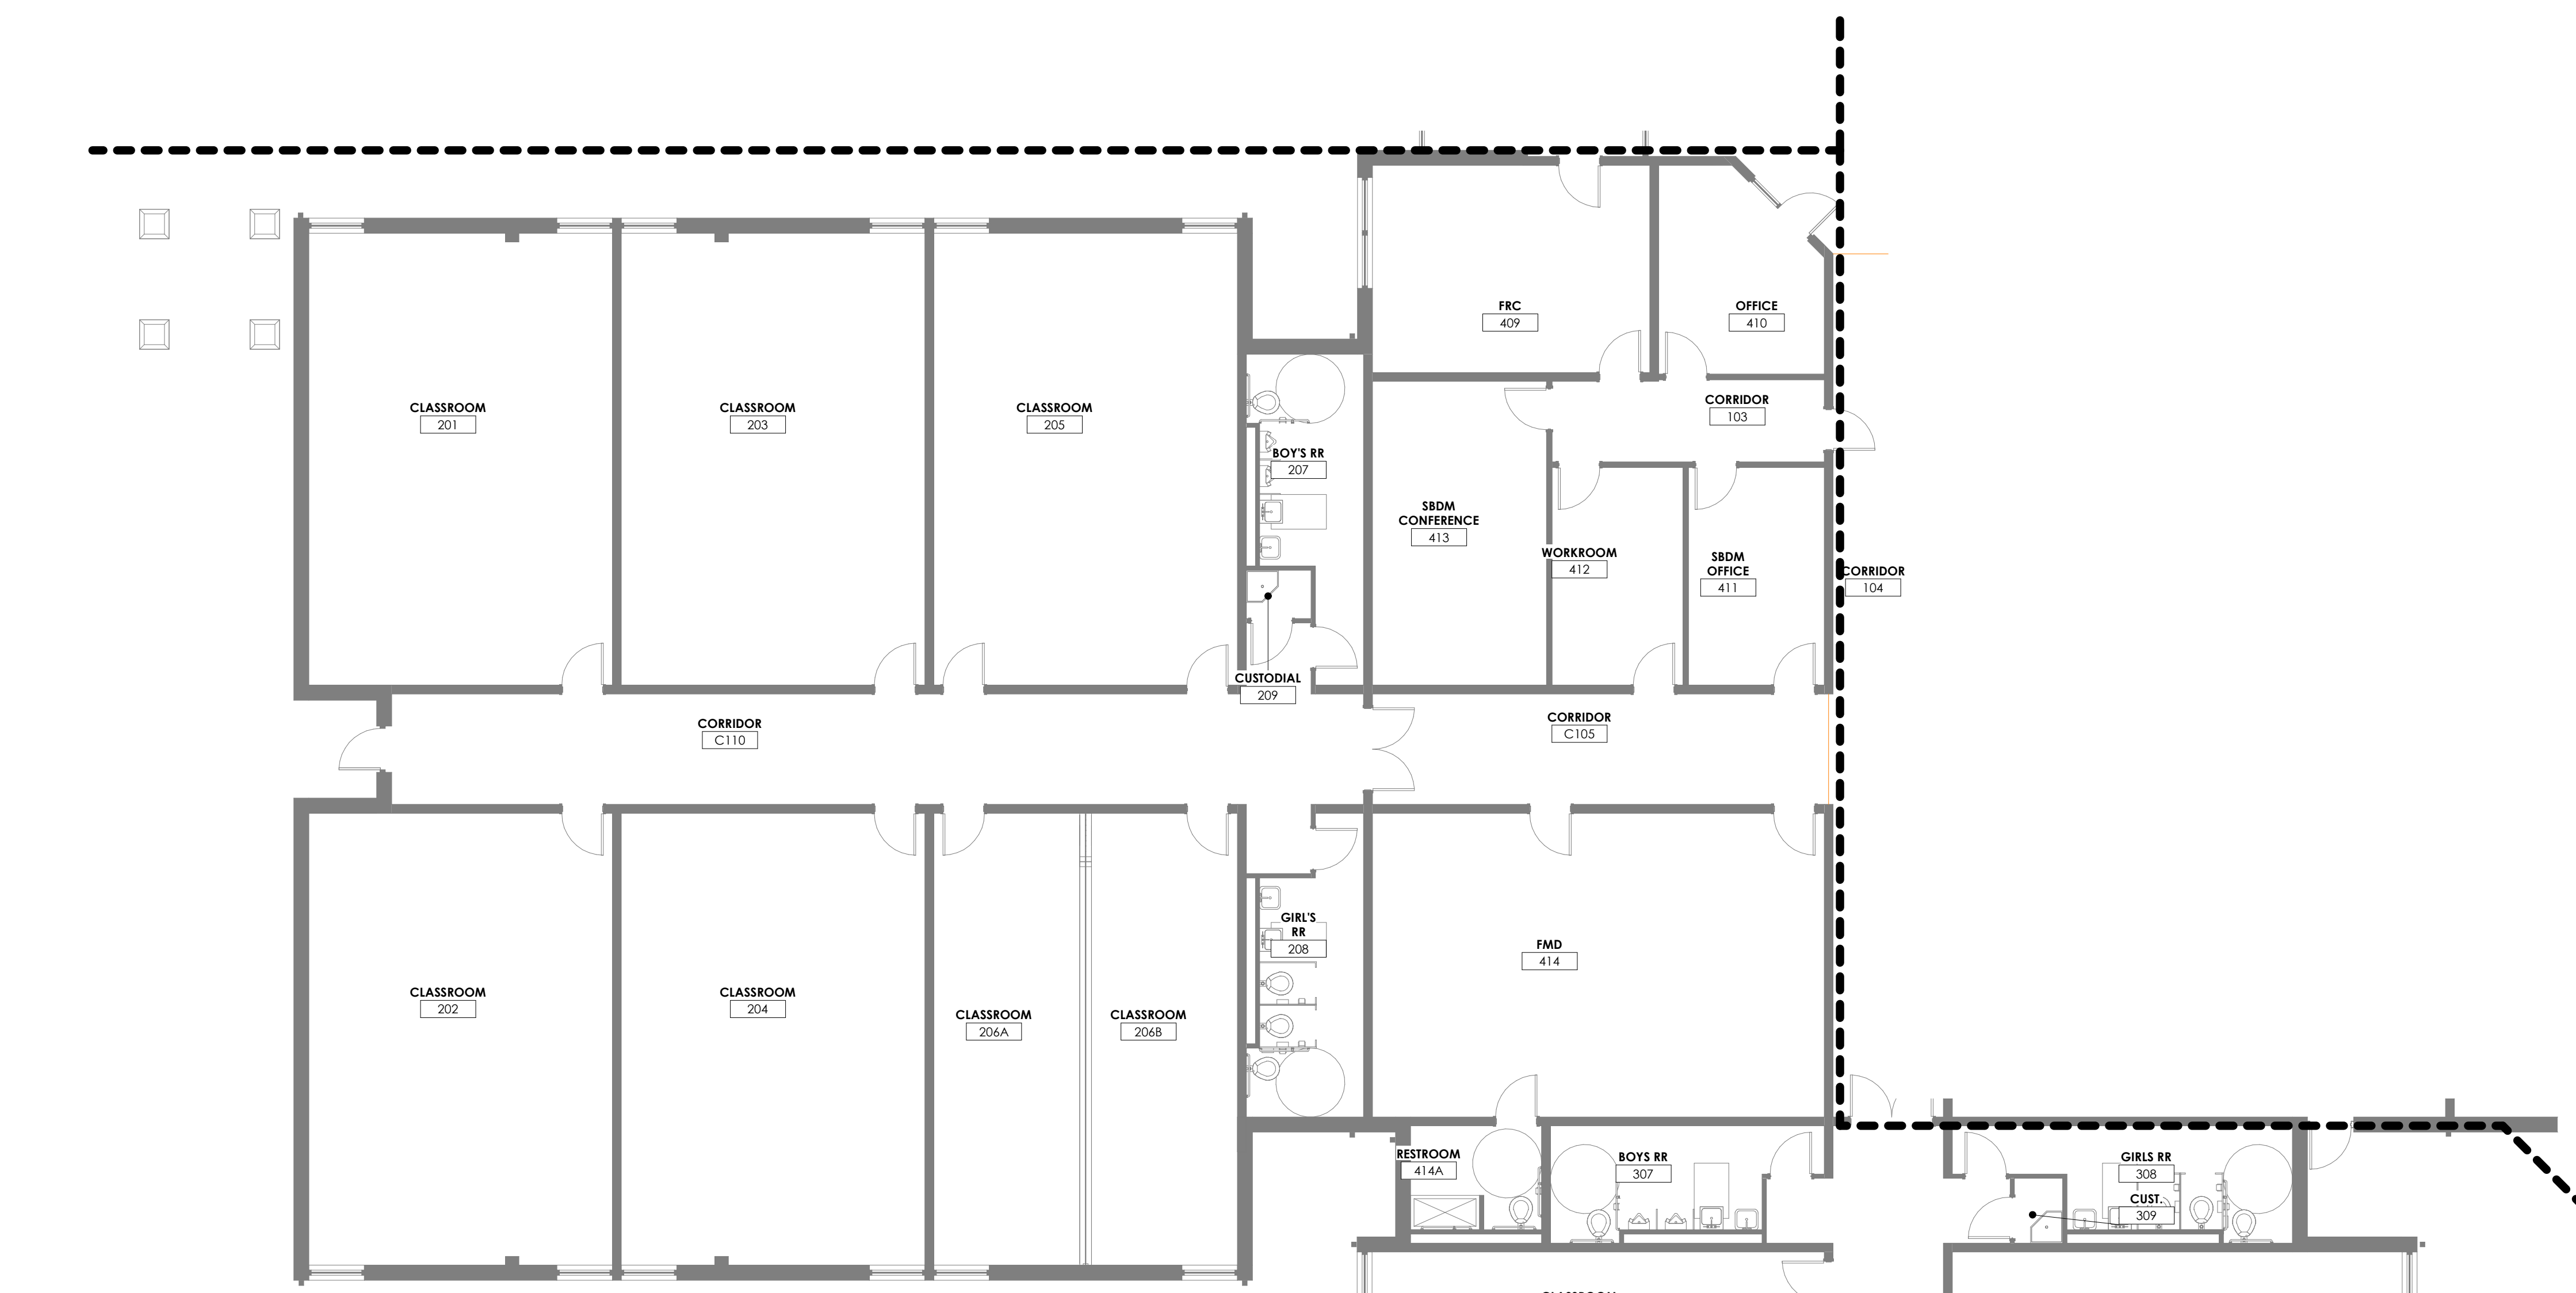 FRC
409
OFFICE
410
CLASSROOM
201
CLASSROOM
203
CLASSROOM
205
CORRIDOR
103
BOY'S RR
207
SBDM
CONFERENCE
413
WORKROOM
412
SBDM
OFFICE
411
CORRIDOR
104
CUSTODIAL
209
CORRIDOR
C110
CORRIDOR
C105
GIRL'S
RR
208
FMD
414
CLASSROOM
202
CLASSROOM
204
CLASSROOM
206A
CLASSROOM
206B
RESTROOM
414A
BOYS RR
307
GIRLS RR
308
CUST.
309